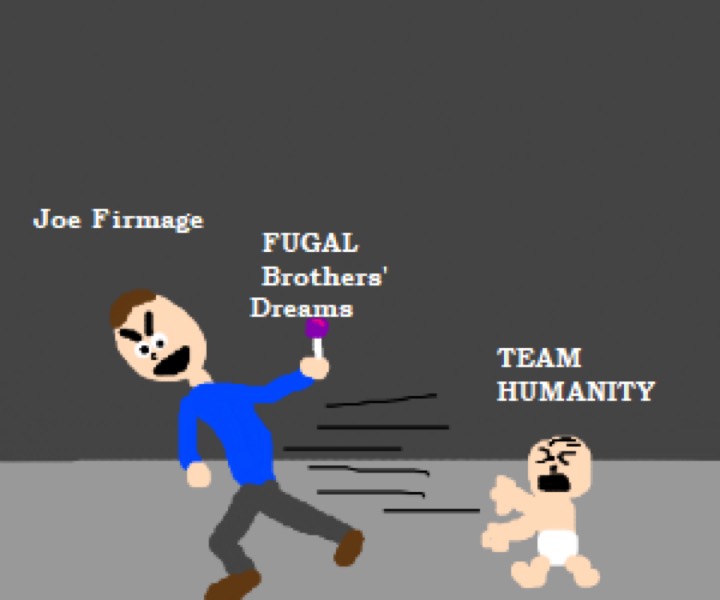 Joe Firmage
FUGAL
Brothers'
Dreams
TEAM
HUMANITY